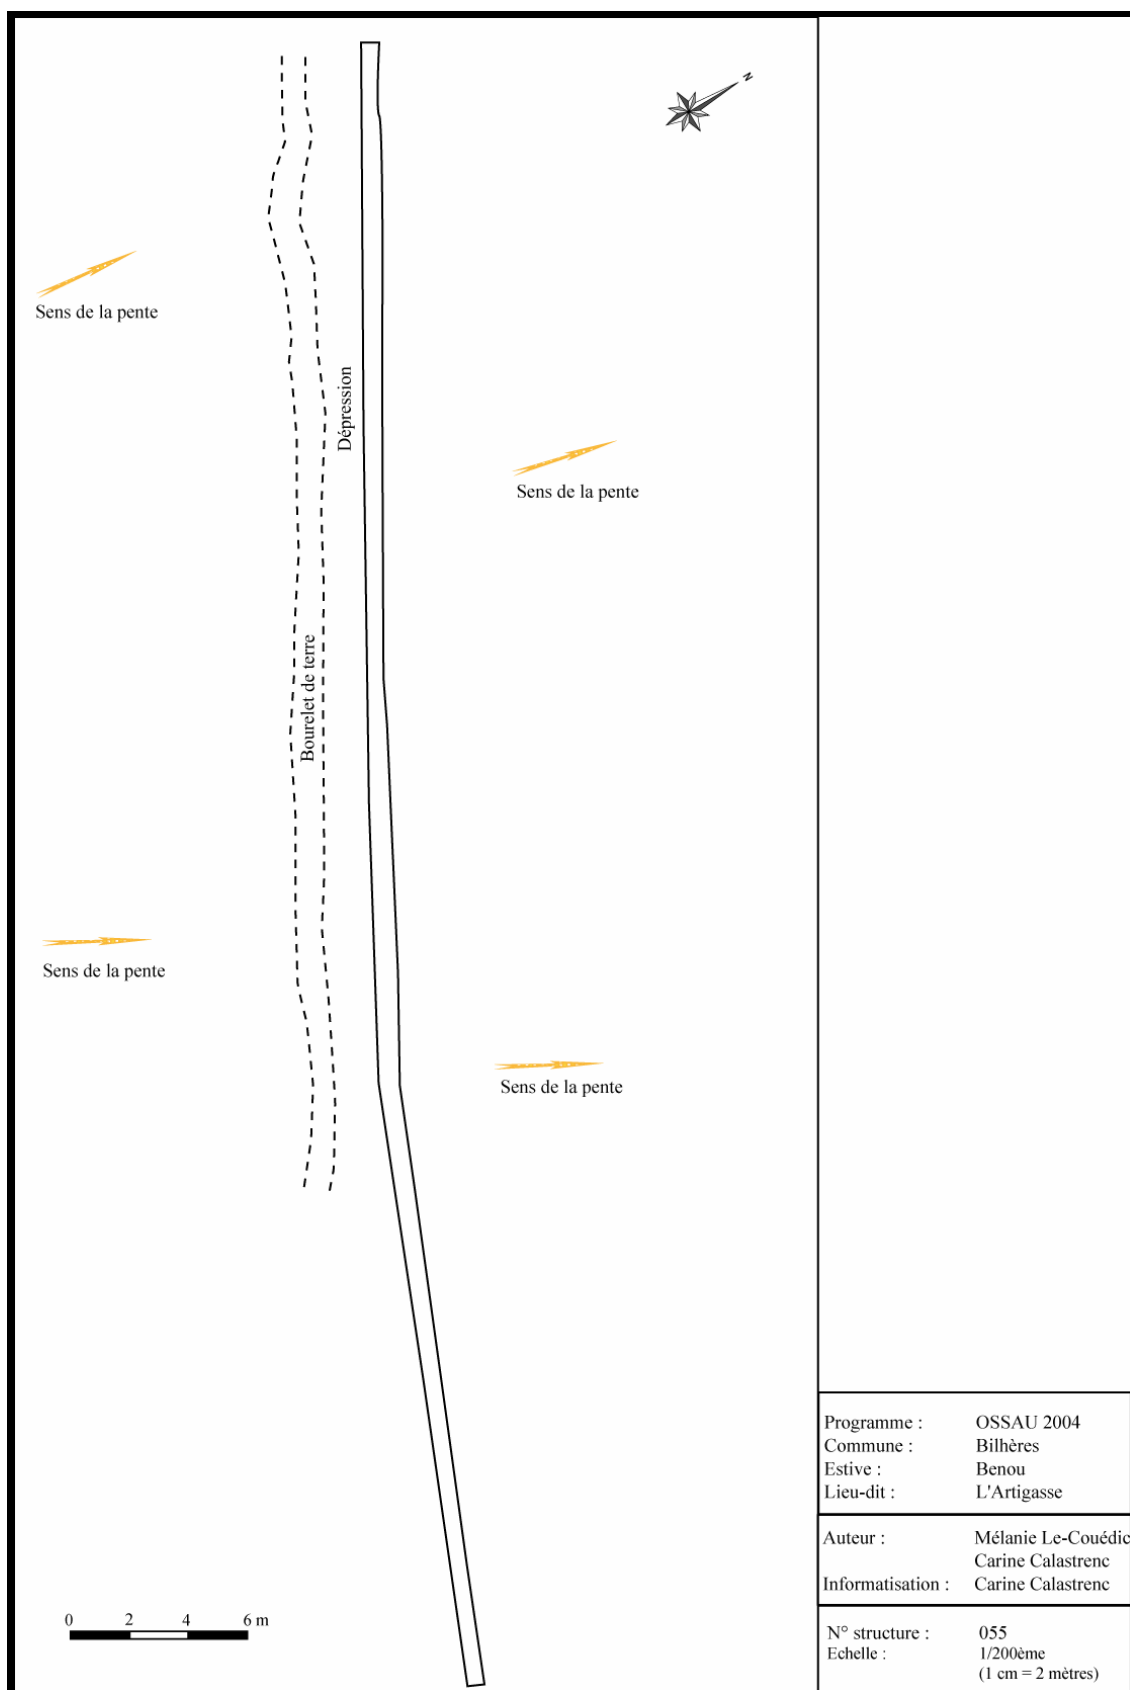 N
Sens de la pente
Dépression
Sens de la pente
Bourelet de terre
Sens de la pente
Sens de la pente
0 2 4 6 m
Programme : OSSAU 2004
Commune : Bilhères
Estive : Benou
Lieu-dit : L'Artigasse
Auteur : Mélanie Le-Couédic
Carine Calastrenc
Informatisation : Carine Calastrenc
N° structure : 055
Echelle : 1/200ème
(1 cm = 2 mètres)